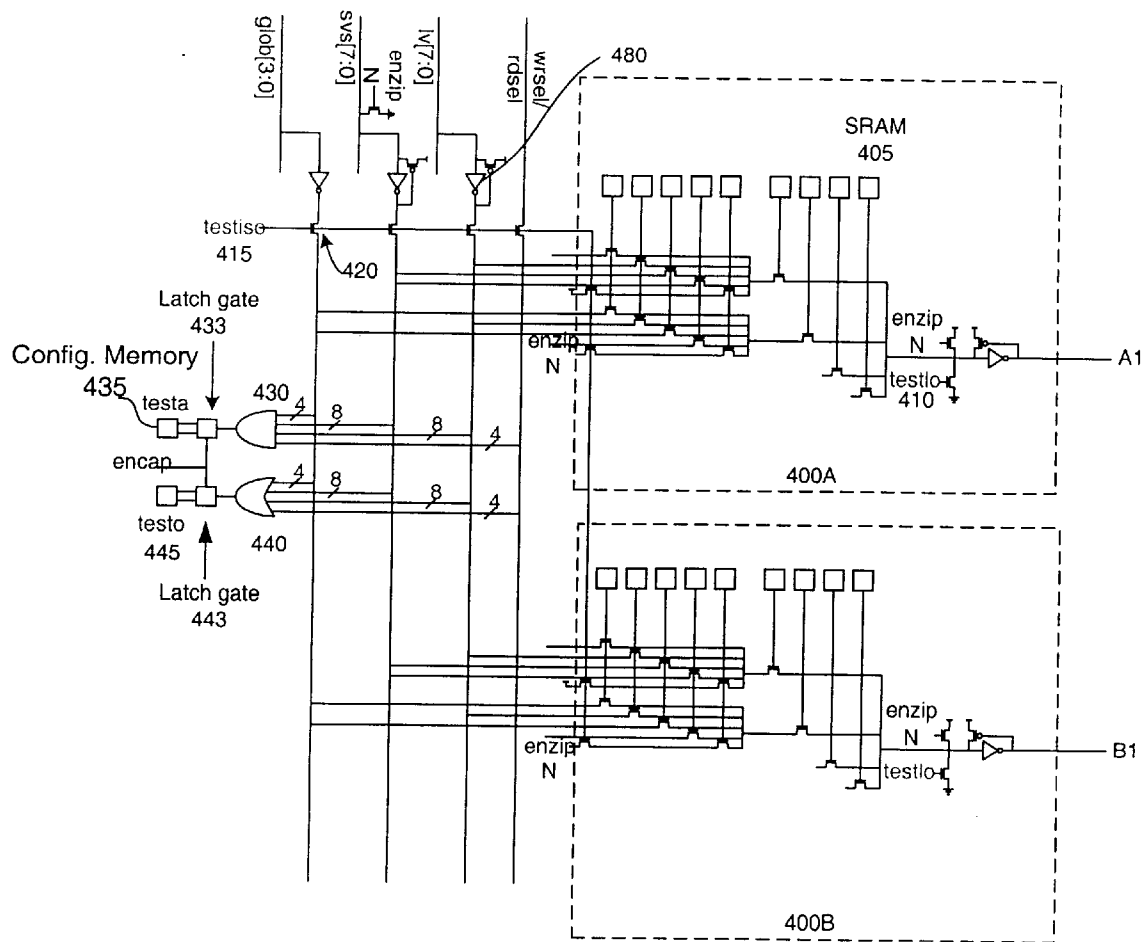 glob[3:0]
svs[7:0]
N
enzip
lv[7:0]
480
wrsel/
rdsel
SRAM
405
testiso
415
420
Latch gate
433
Config. Memory
435
testa
430
4
8
8
4
encap
4
8
8
4
testo
445
440
Latch gate
443
enzip
N
enzip
N
testlo
410
A1
400A
enzip
N
enzip
N
testlo
B1
400B